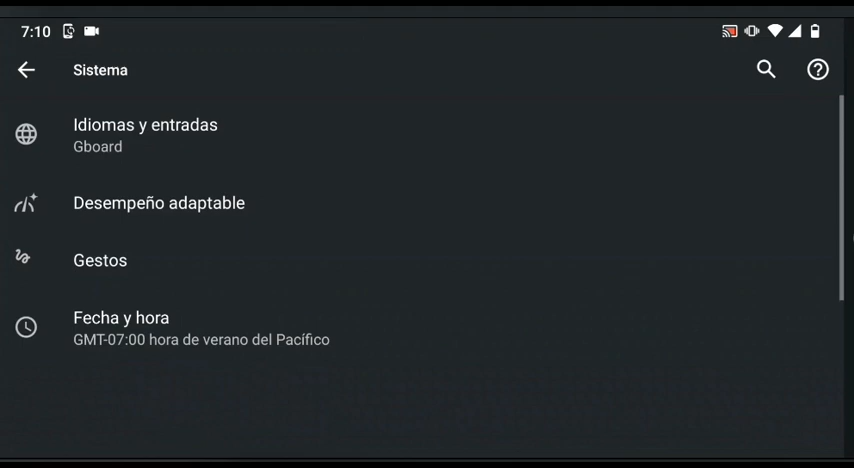 7:10
Sistema
Idiomas y entradas
Gboard
Desempeño adaptable
Gestos
Fecha y hora
GMT-07:00 hora de verano del Pacífico